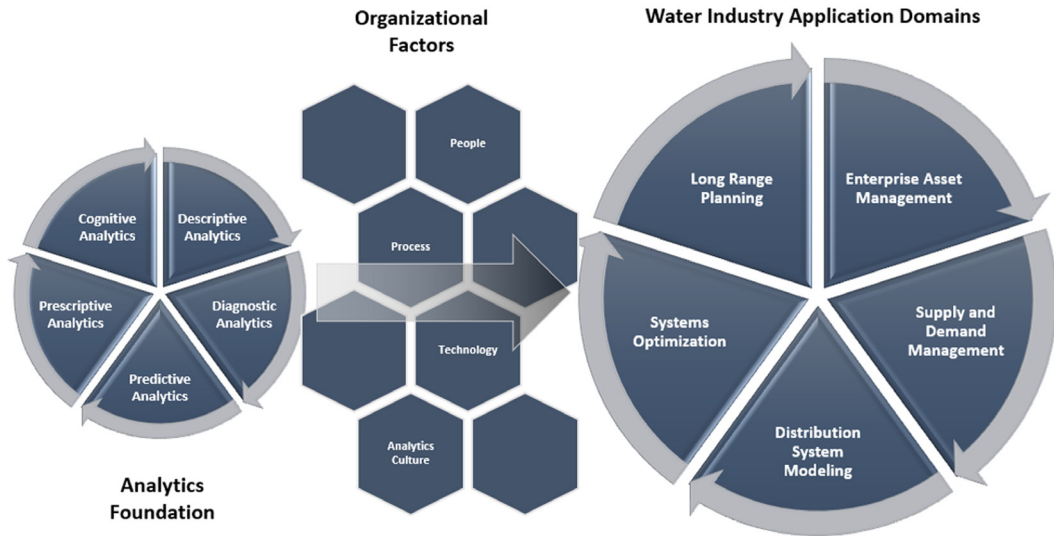 Organizational
Factors
Water Industry Application Domains
Cognitive
Analytics
Descriptive
Analytics
Prescriptive
Analytics
Diagnostic
Analytics
Predictive
Analytics
Analytics
Foundation
People
Process
Technology
Analytics
Culture
Long Range
Planning
Enterprise Asset
Management
Systems
Optimization
Supply and
Demand
Management
Distribution
System
Modeling